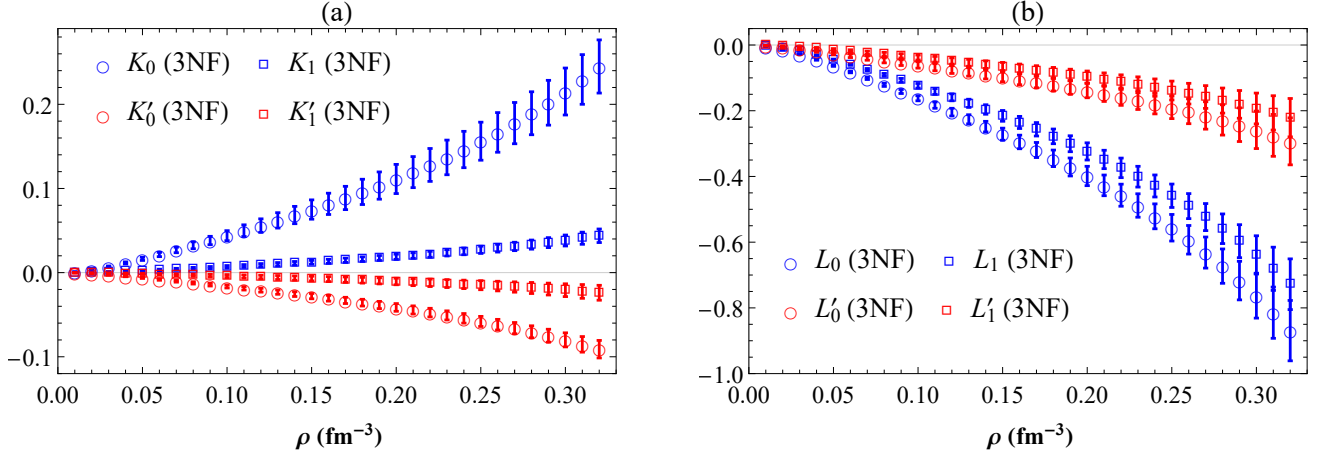 (a)
K₀ (3NF) K₁ (3NF)
K′₀ (3NF) K′₁ (3NF)
0.2
0.1
0.0
−0.1
0.00 0.05 0.10 0.15 0.20 0.25 0.30
ρ (fm⁻³)
(b)
0.0
−0.2
−0.4
−0.6
−0.8
−1.0
L₀ (3NF) L₁ (3NF)
L′₀ (3NF) L′₁ (3NF)
0.00 0.05 0.10 0.15 0.20 0.25 0.30
ρ (fm⁻³)